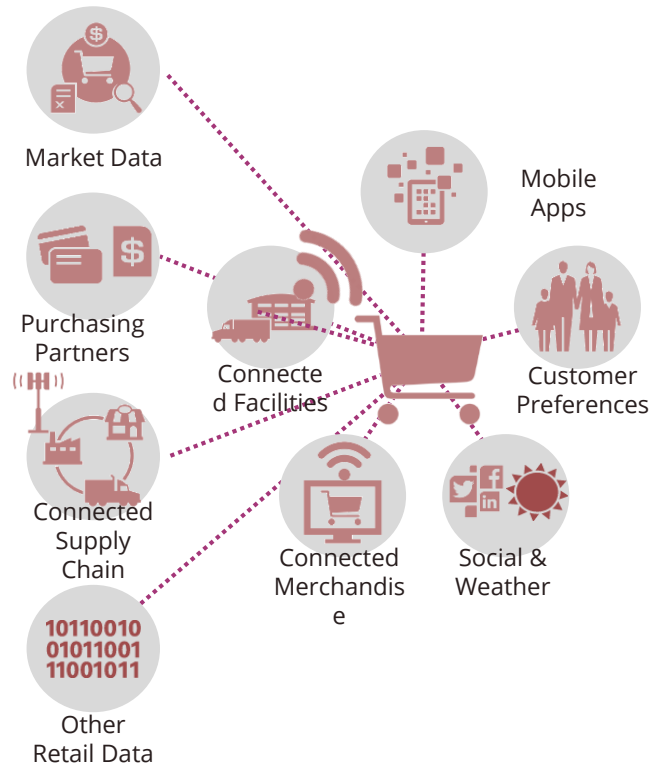 $
Market Data
Mobile
Apps
$
Purchasing
Partners
Connecte
d Facilities
Customer
Preferences
Connected
Supply
Chain
f
in
Connected
Merchandis
e
Social &
Weather
10110010
01011001
11001011
Other
Retail Data